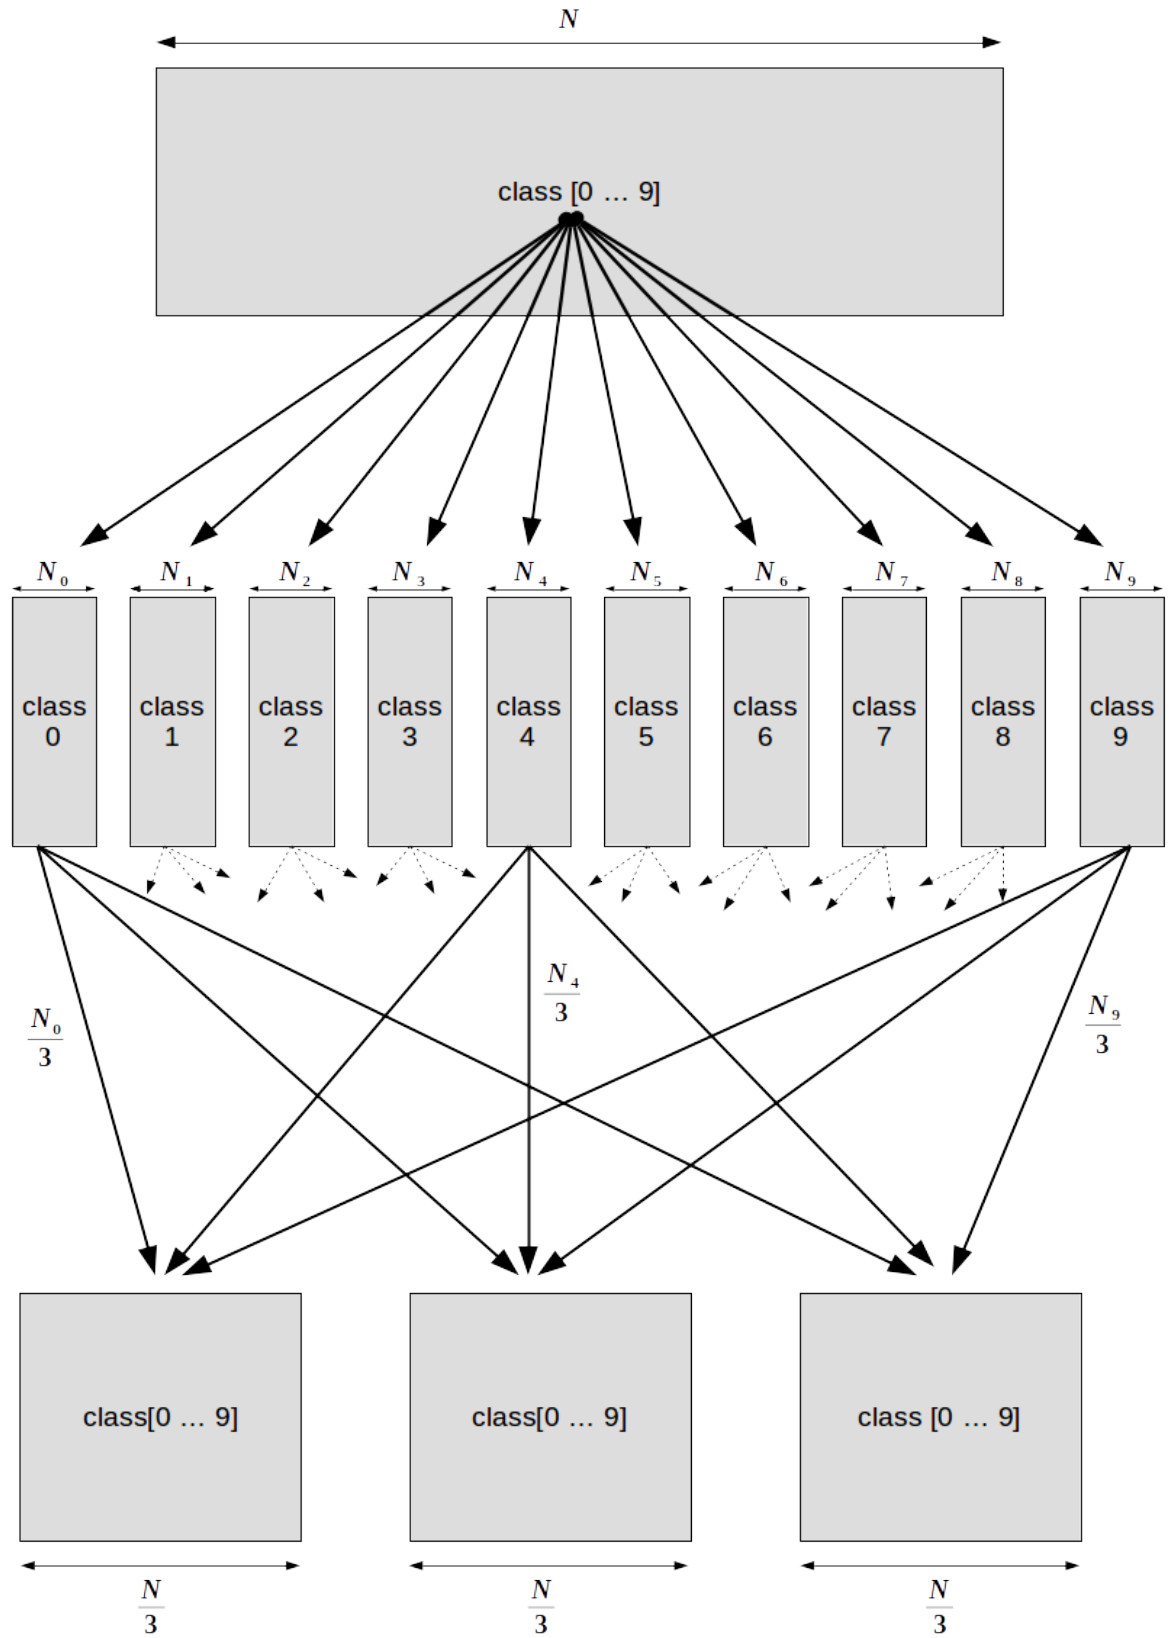 N
class [0 … 9]
N₀ N₁ N₂ N₃ N₄ N₅ N₆ N₇ N₈ N₉
class class class class class class class class class class
0 1 2 3 4 5 6 7 8 9
N₄
3
N₀
3
N₉
3
class[0 … 9] class[0 … 9] class [0 … 9]
N N N
3 3 3